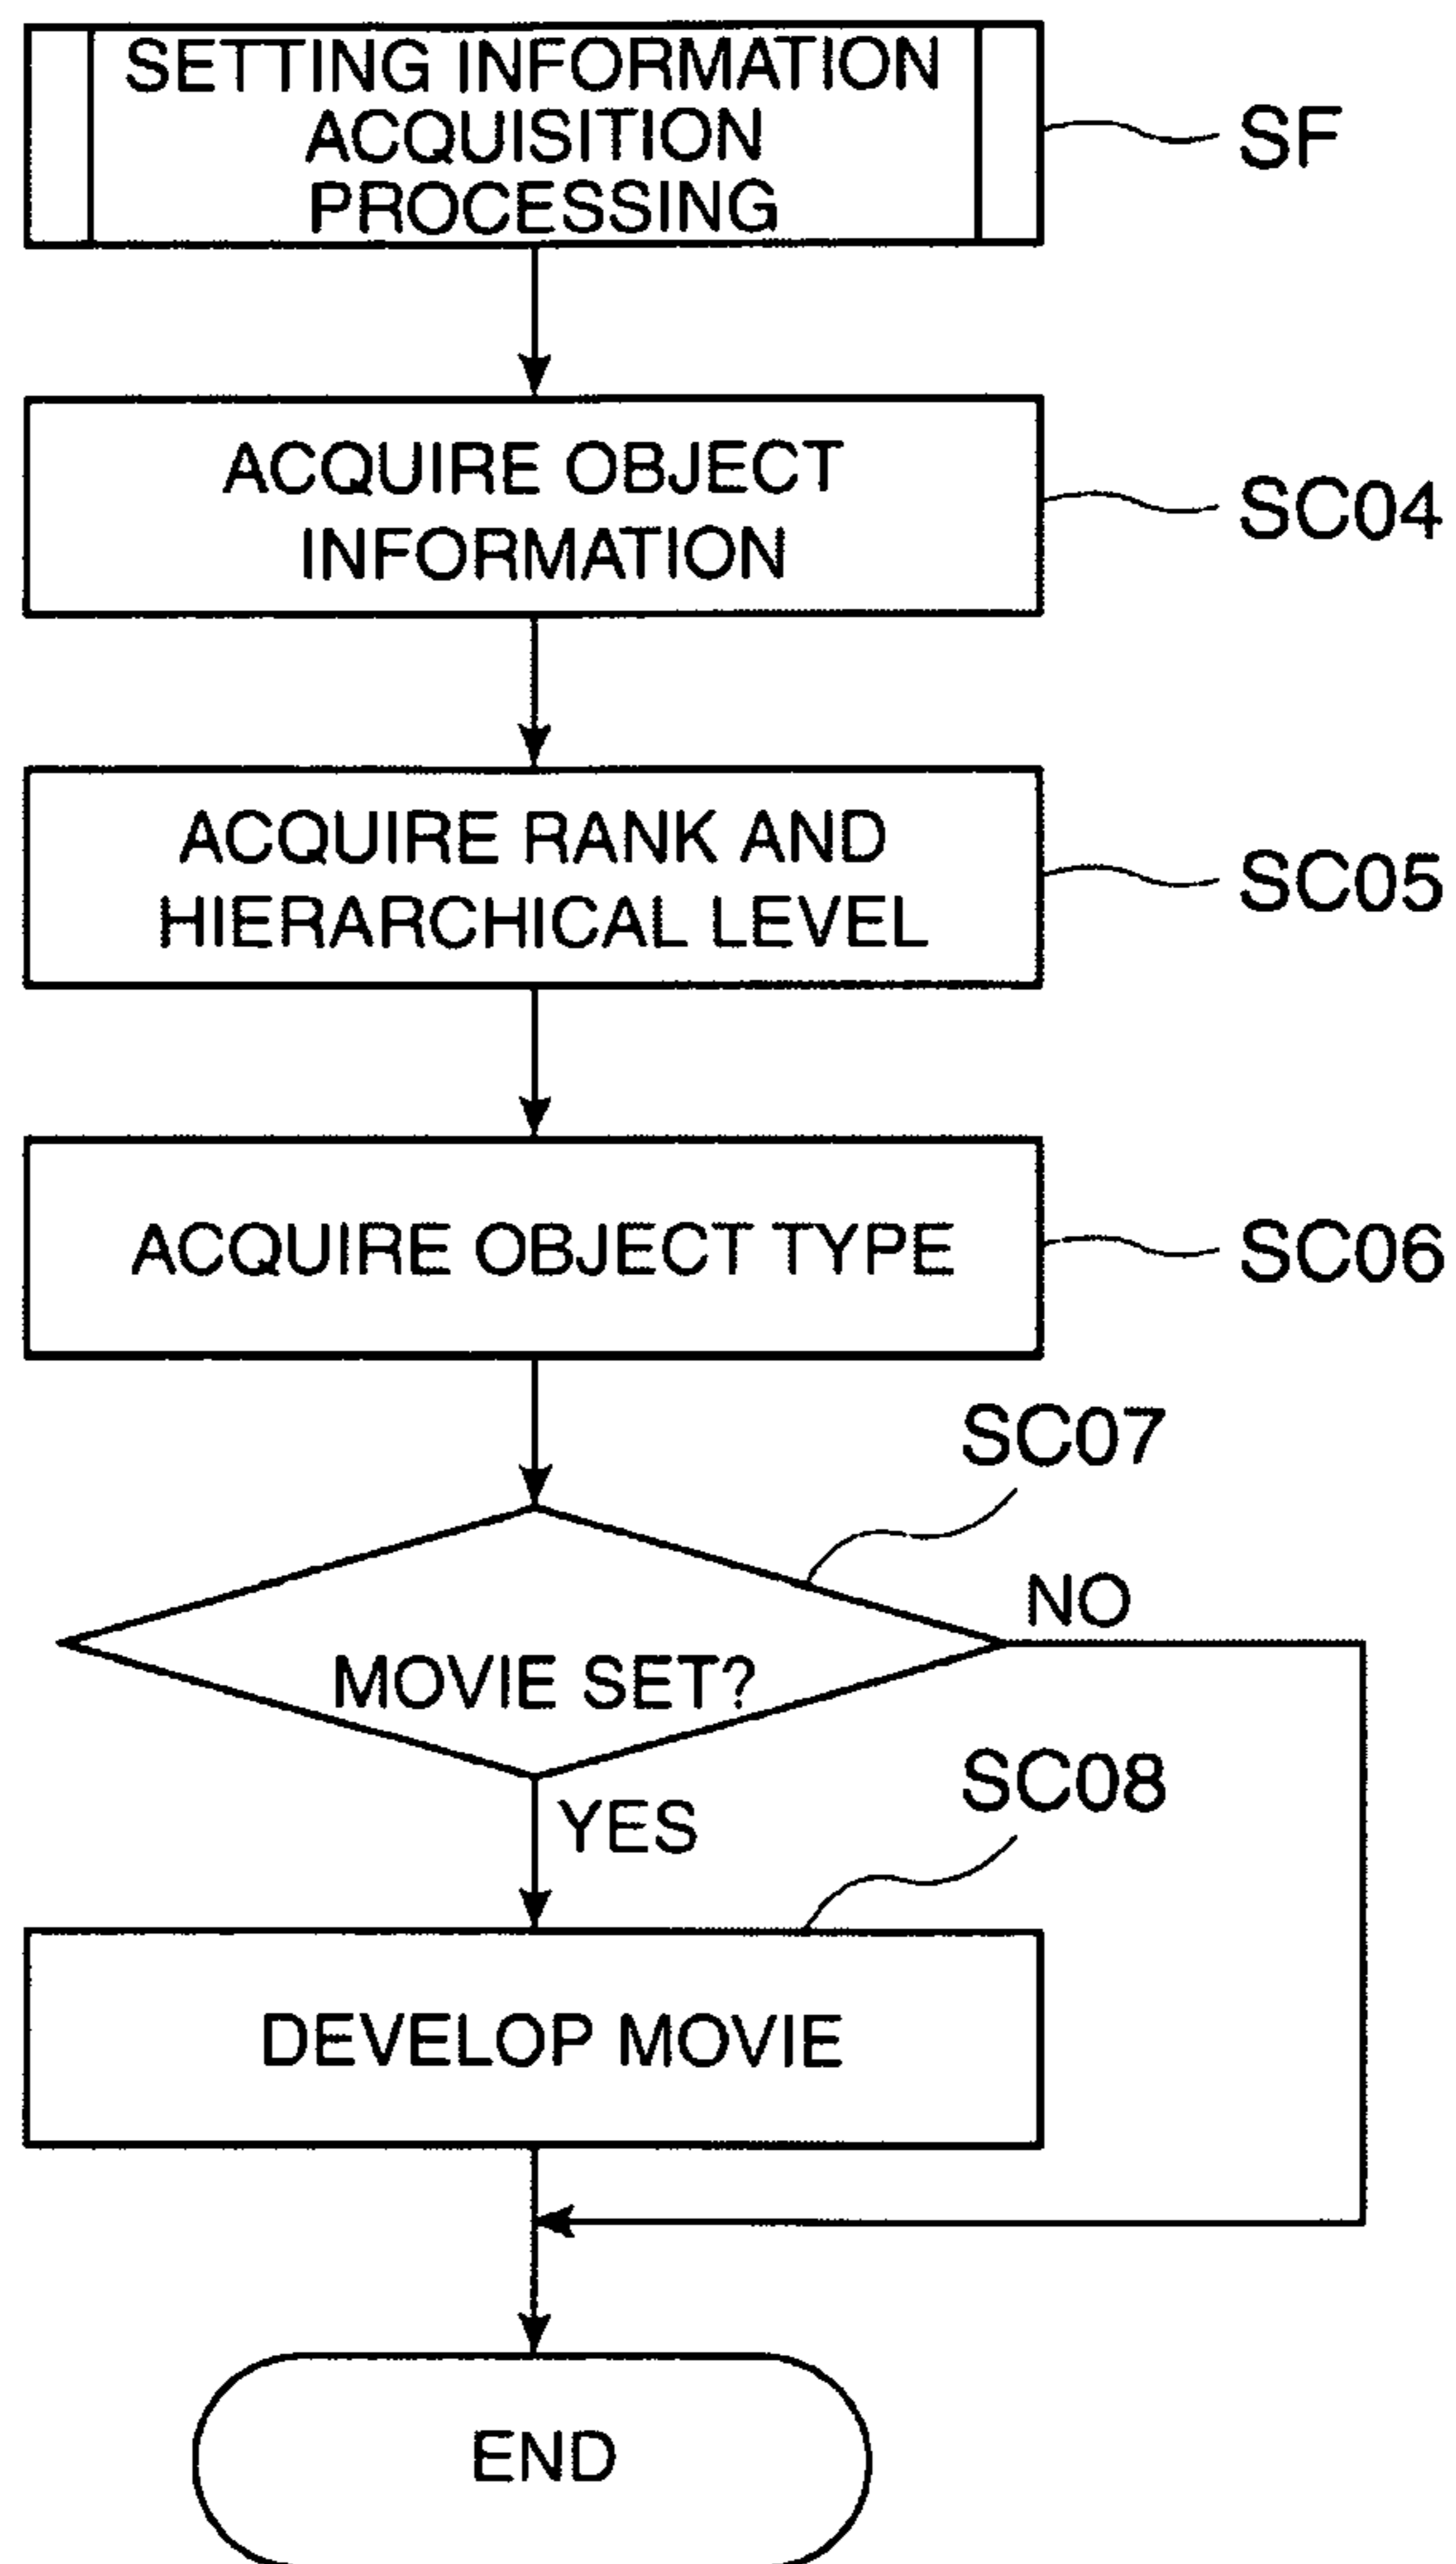 SETTING INFORMATION
ACQUISITION
PROCESSING
SF
ACQUIRE OBJECT
INFORMATION
SC04
ACQUIRE RANK AND
HIERARCHICAL LEVEL
SC05
ACQUIRE OBJECT TYPE
SC06
SC07
NO
MOVIE SET?
YES
SC08
DEVELOP MOVIE
END